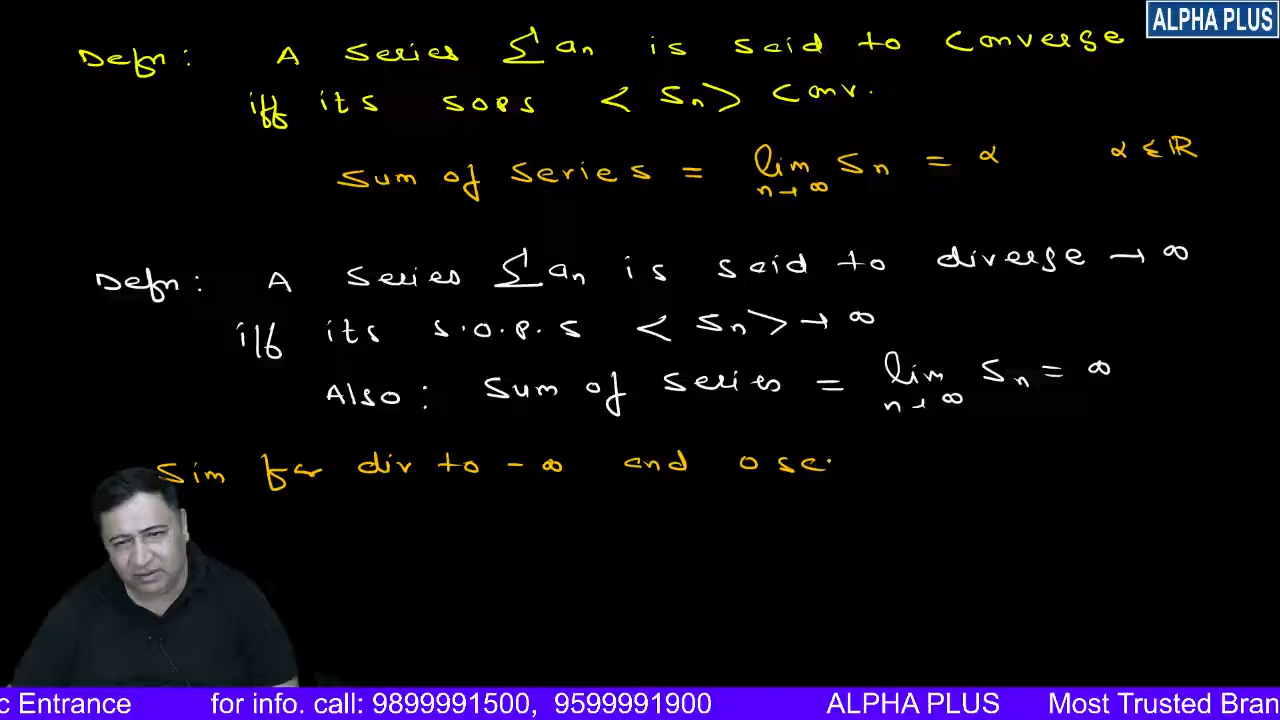 ALPHA PLUS
Defn: A series Σ an is said to converge
iff its sops < Sn > conv.
sum of series = lim n→∞ Sn = α α ∈ ℝ
Defn: A series Σ an is said to diverge → ∞
iff its s.o.p.s < Sn > → ∞
Also: sum of series = lim n→∞ Sn = ∞
Sim for div to -∞ and osc.
c Entrance for info. call: 9899991500, 9599991900 ALPHA PLUS Most Trusted Bran